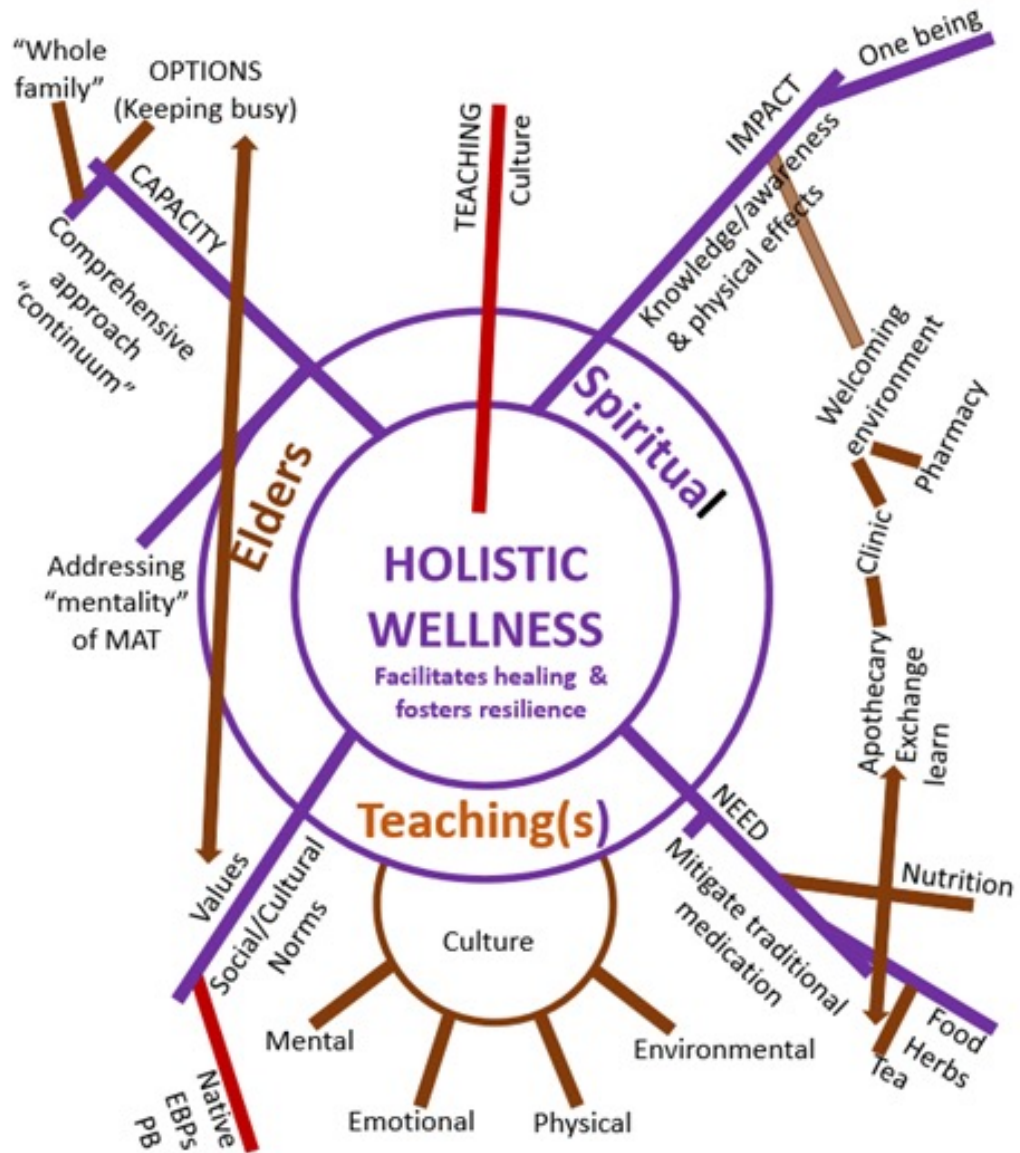 “Whole
family”
OPTIONS
(Keeping busy)
CAPACITY
Comprehensive
approach
“continuum”
TEACHING
Culture
One being
IMPACT
Knowledge/awareness
& physical effects
Welcoming
environment
Pharmacy
Clinic
Apothecary
Exchange
learn
Spiritual
Elders
Addressing
“mentality”
of MAT
HOLISTIC
WELLNESS
Facilitates healing &
fosters resilience
Teaching(s)
NEED
Mitigate traditional
medication
Nutrition
Food
Herbs
Tea
Values
Social/Cultural
Norms
Native
EBPs
PB
Culture
Mental
Emotional
Physical
Environmental